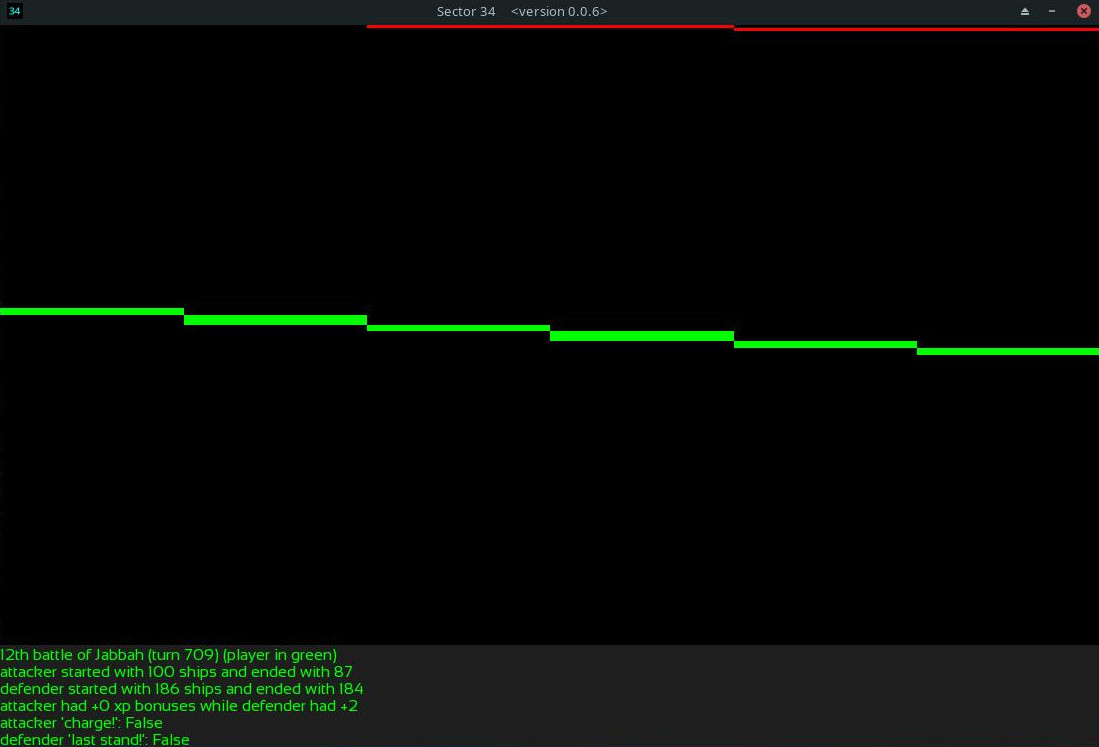 34
Sector 34 <version 0.0.6>
12th battle of Jabbah (turn 709) (player in green)
attacker started with 100 ships and ended with 87
defender started with 186 ships and ended with 184
attacker had +0 xp bonuses while defender had +2
attacker 'charge!': False
defender 'last stand!': False